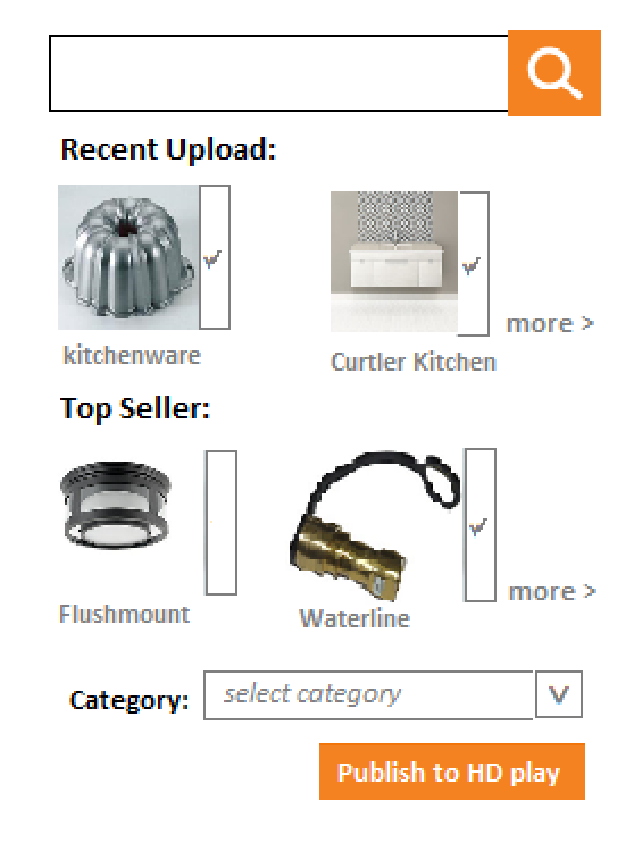 Recent Upload:
kitchenware
Curtler Kitchen
more >
Top Seller:
Flushmount
Waterline
more >
Category:
select category
Publish to HD play